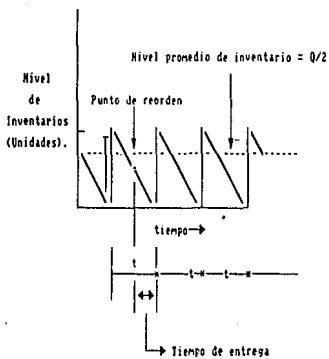 Nivel promedio de inventario = Q/2
Nivel
de
Inventarios
(Unidades).
Punto de reorden
tiempo
t
t
t
Tiempo de entrega